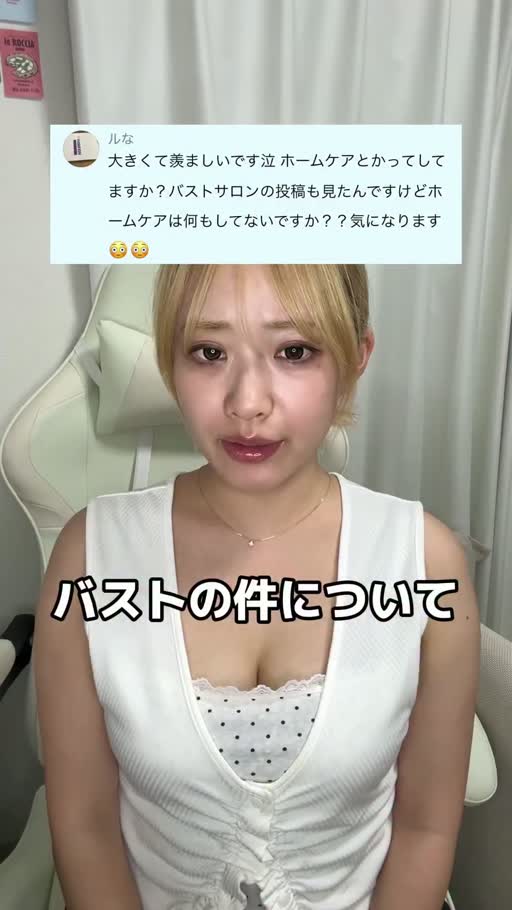 la ROCCIA
ルな
大きくて羨ましいです泣 ホームケアとかってして
ますか？バストサロンの投稿も見たんですけどホ
ームケアは何もしてないですか？？気になります
😳😳
バストの件について